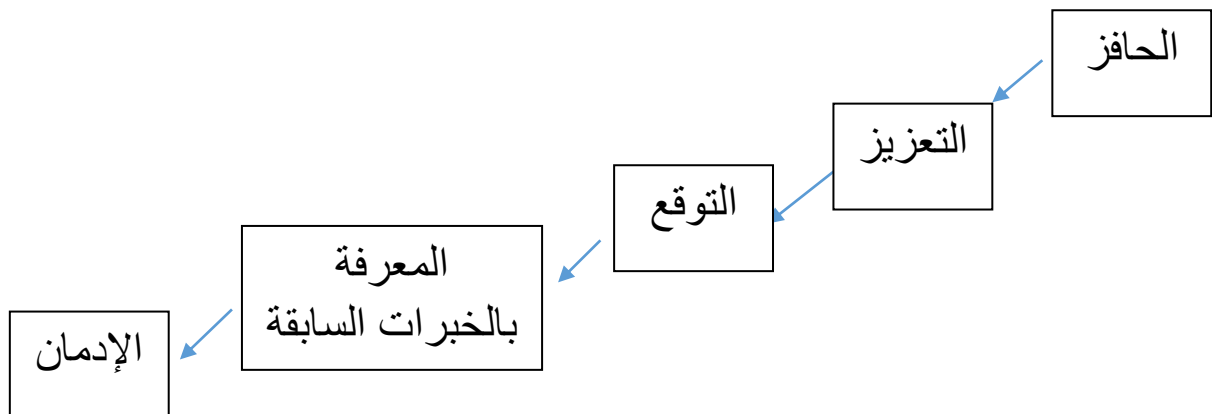 الحافز
التعزيز
التوقع
المعرفة
بالخبرات السابقة
الإدمان